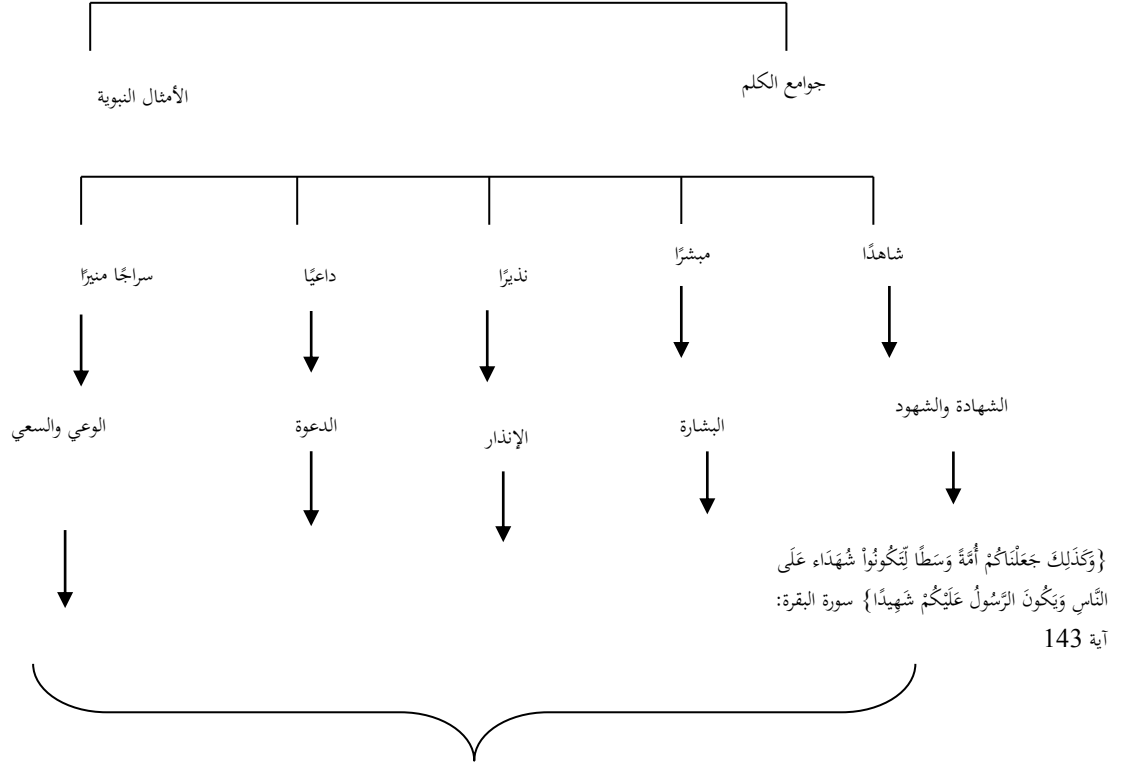 جوامع الكلم
الأمثال النبوية
شاهدًا
مبشرًا
نذيرًا
داعيًا
سراجًا منيرًا
الشهادة والشهود
البشارة
الإنذار
الدعوة
الوعي والسعي
{وَكَذَلِكَ جَعَلْنَاكُمْ أُمَّةً وَسَطًا لِّتَكُونُواْ شُهَدَاء عَلَى
النَّاسِ وَيَكُونَ الرَّسُولُ عَلَيْكُمْ شَهِيدًا} سورة البقرة:
آية 143